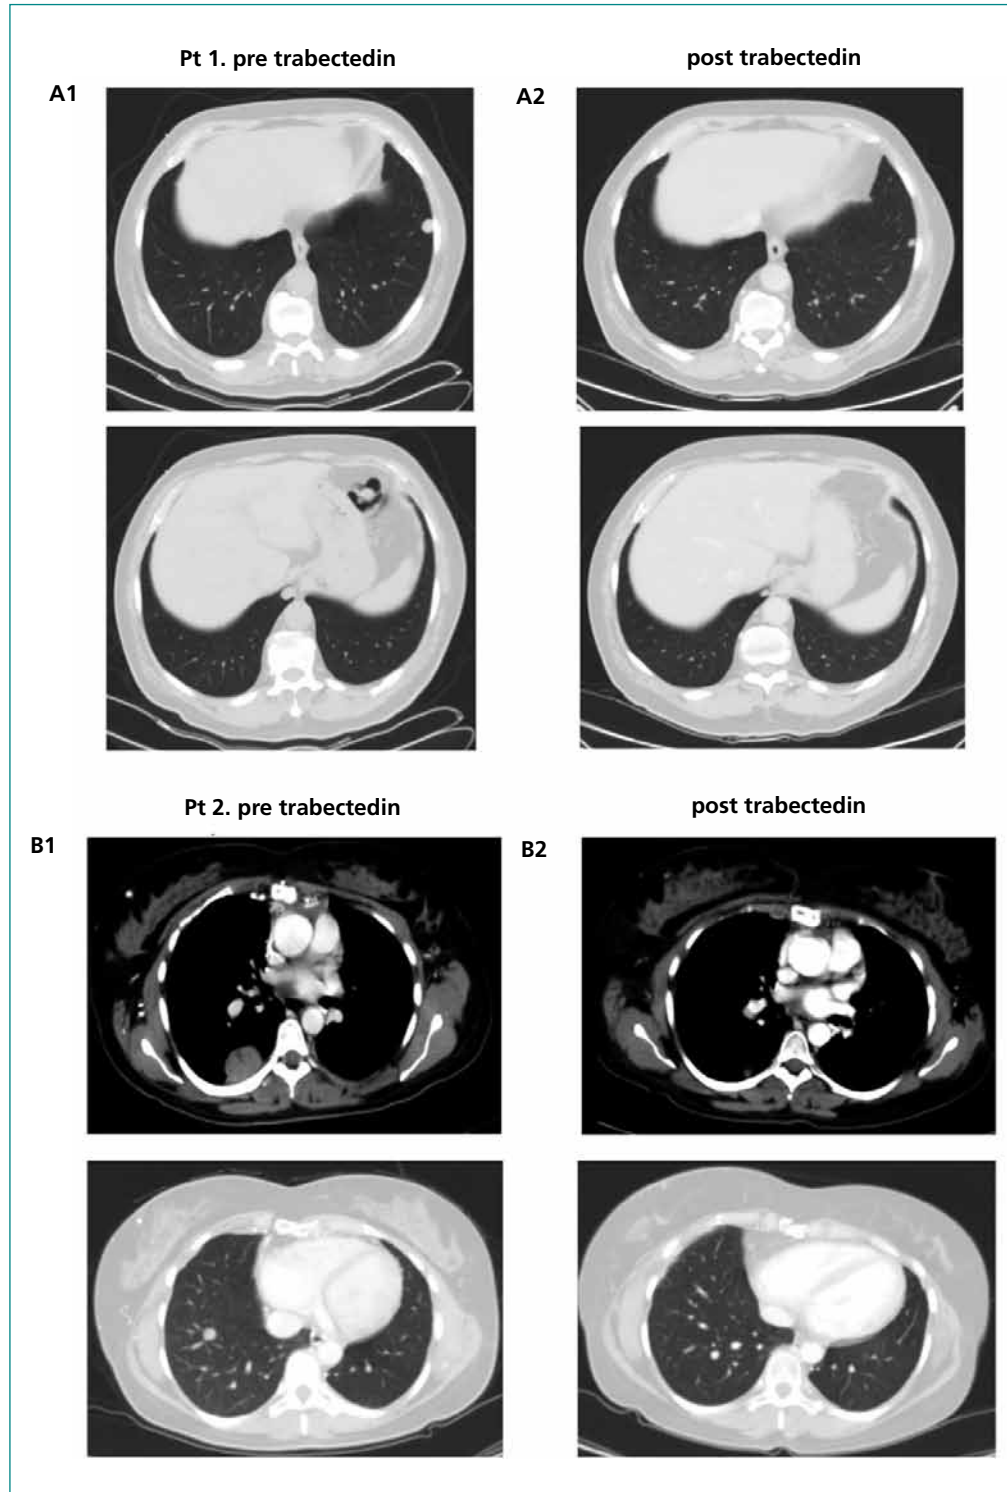 Pt 1. pre trabectedin
post trabectedin
A1
A2
Pt 2. pre trabectedin
post trabectedin
B1
B2